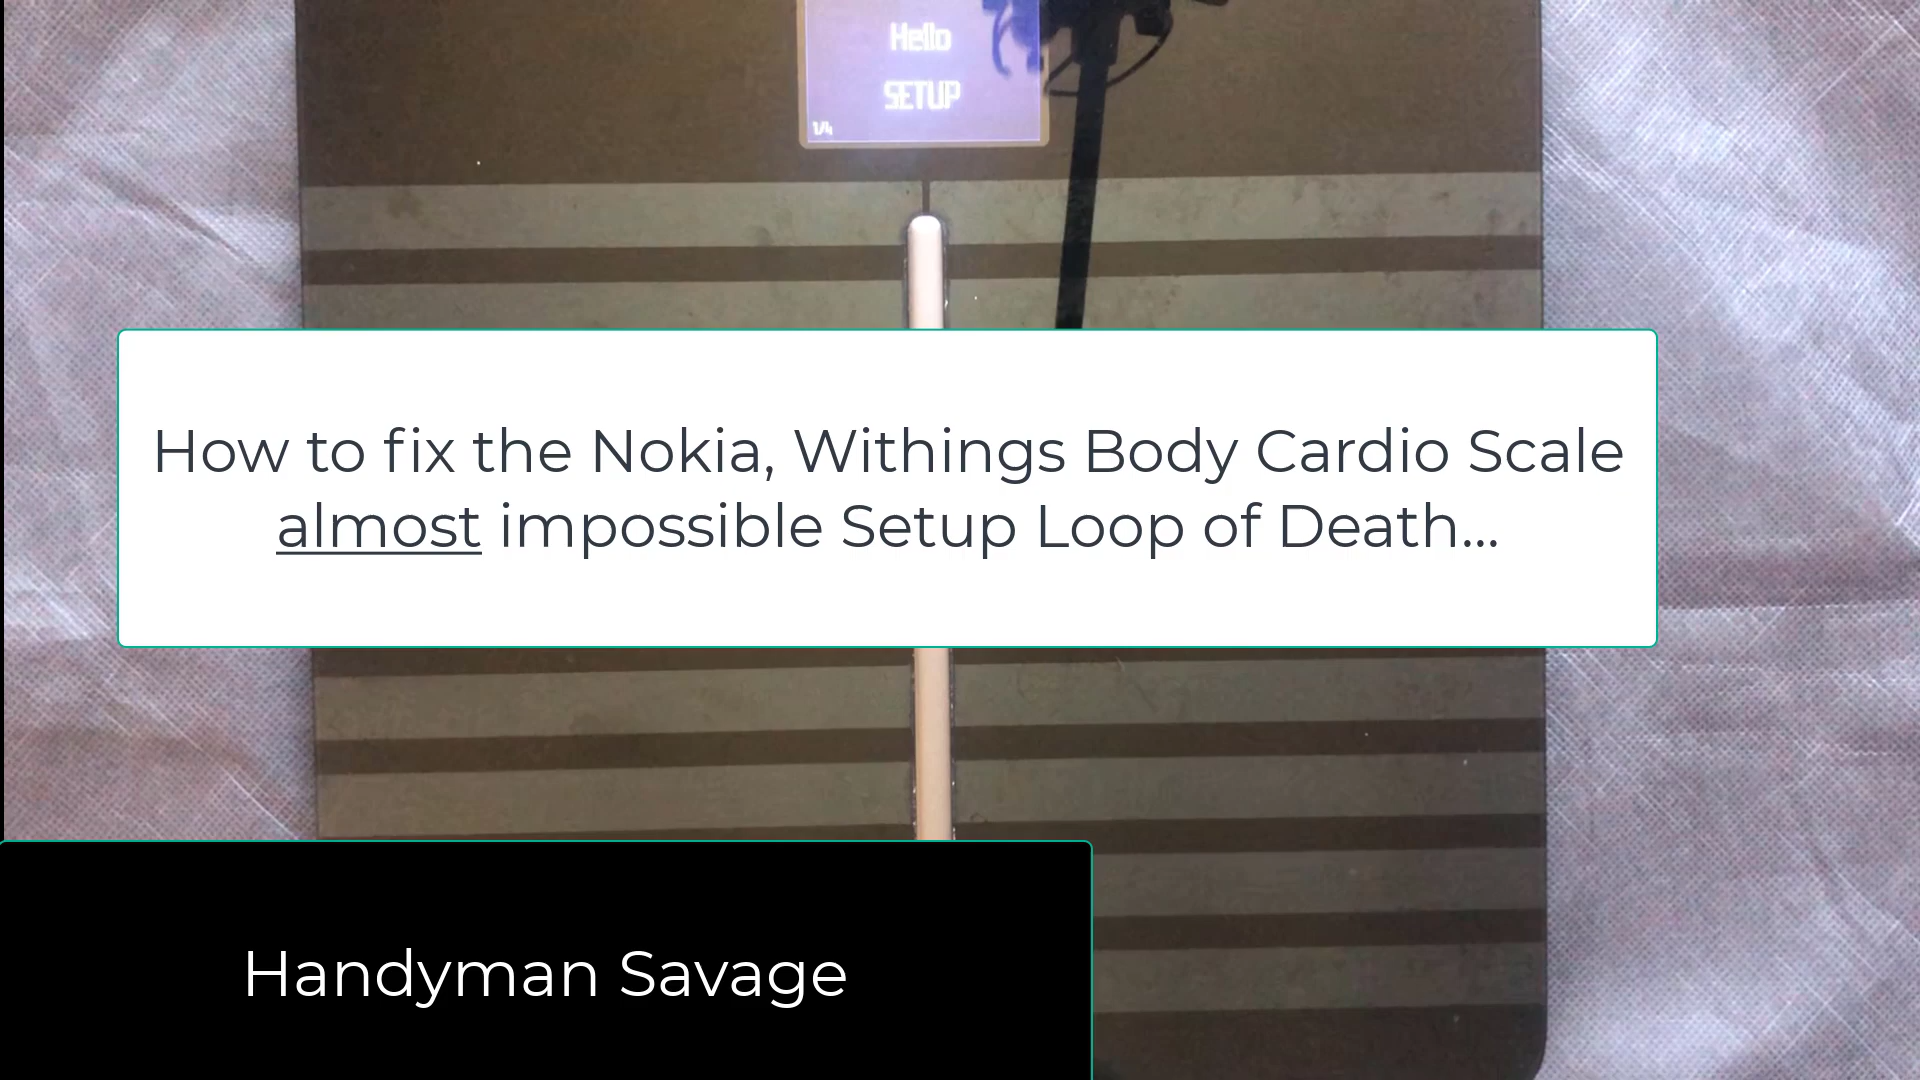 Hello
SETUP
1/4
How to fix the Nokia, Withings Body Cardio Scale
almost impossible Setup Loop of Death...
Handyman Savage